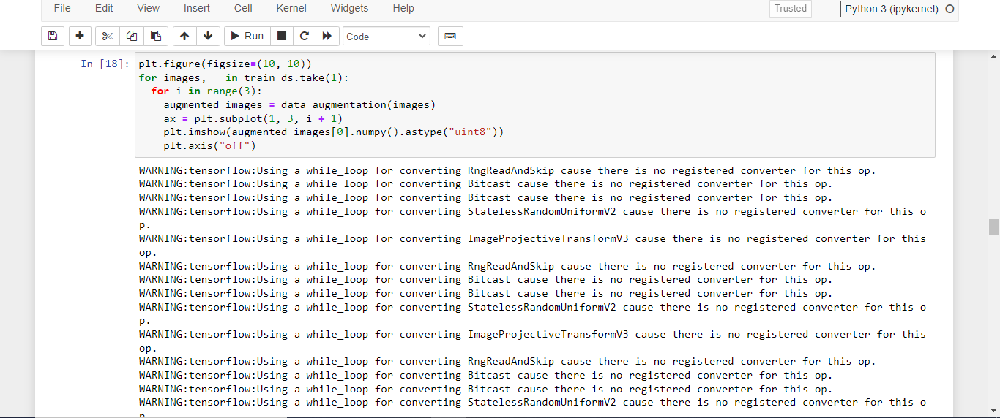 File Edit View Insert Cell Kernel Widgets Help Trusted Python 3 (ipykernel)
Run Code
In [18]: plt.figure(figsize=(10, 10))
for images, _ in train_ds.take(1):
for i in range(3):
augmented_images = data_augmentation(images)
ax = plt.subplot(1, 3, i + 1)
plt.imshow(augmented_images[0].numpy().astype("uint8"))
plt.axis("off")
WARNING:tensorflow:Using a while_loop for converting RngReadAndSkip cause there is no registered converter for this op.
WARNING:tensorflow:Using a while_loop for converting Bitcast cause there is no registered converter for this op.
WARNING:tensorflow:Using a while_loop for converting Bitcast cause there is no registered converter for this op.
WARNING:tensorflow:Using a while_loop for converting StatelessRandomUniformV2 cause there is no registered converter for this o
p.
WARNING:tensorflow:Using a while_loop for converting ImageProjectiveTransformV3 cause there is no registered converter for this
op.
WARNING:tensorflow:Using a while_loop for converting RngReadAndSkip cause there is no registered converter for this op.
WARNING:tensorflow:Using a while_loop for converting Bitcast cause there is no registered converter for this op.
WARNING:tensorflow:Using a while_loop for converting Bitcast cause there is no registered converter for this op.
WARNING:tensorflow:Using a while_loop for converting StatelessRandomUniformV2 cause there is no registered converter for this o
p.
WARNING:tensorflow:Using a while_loop for converting ImageProjectiveTransformV3 cause there is no registered converter for this
op.
WARNING:tensorflow:Using a while_loop for converting RngReadAndSkip cause there is no registered converter for this op.
WARNING:tensorflow:Using a while_loop for converting Bitcast cause there is no registered converter for this op.
WARNING:tensorflow:Using a while_loop for converting Bitcast cause there is no registered converter for this op.
WARNING:tensorflow:Using a while_loop for converting StatelessRandomUniformV2 cause there is no registered converter for this o